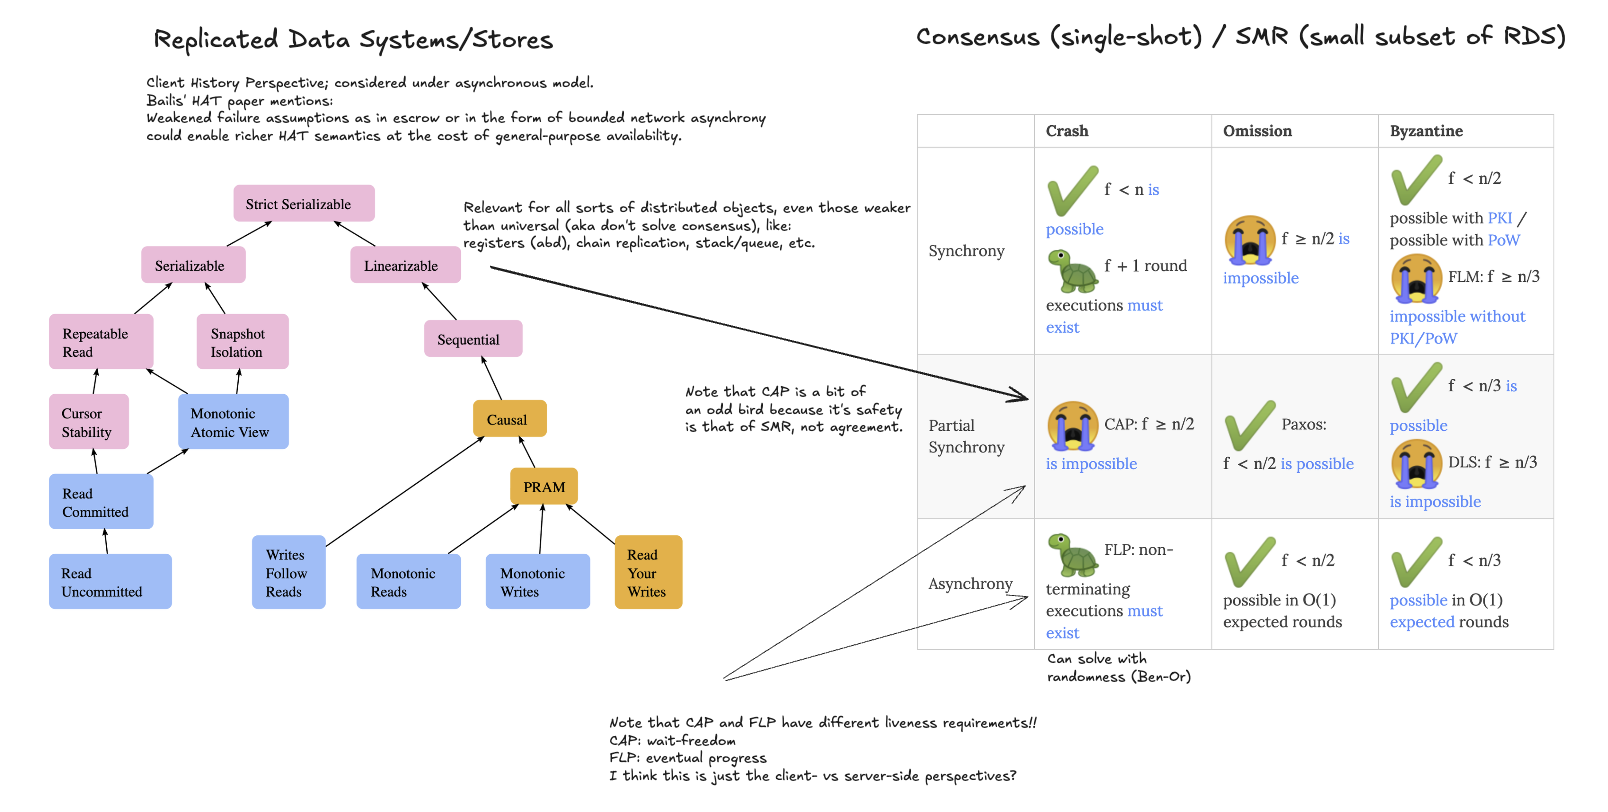 Replicated Data Systems/Stores
Client History Perspective; considered under asynchronous model.
Bailis' HAT paper mentions:
Weakened failure assumptions as in escrow or in the form of bounded network asynchrony
could enable richer HAT semantics at the cost of general-purpose availability.
Strict Serializable
Serializable
Linearizable
Repeatable
Read
Snapshot
Isolation
Sequential
Cursor
Stability
Monotonic
Atomic View
Causal
Read
Committed
PRAM
Read
Uncommitted
Writes
Follow
Reads
Monotonic
Reads
Monotonic
Writes
Read
Your
Writes
Relevant for all sorts of distributed objects, even those weaker
than universal (aka don't solve consensus), like:
registers (abd), chain replication, stack/queue, etc.
Note that CAP is a bit of
an odd bird because it's safety
is that of SMR, not agreement.
Consensus (single-shot) / SMR (small subset of RDS)
Crash
Omission
Byzantine
Synchrony
f < n is
possible
f + 1 round
executions must
exist
f ≥ n/2 is
impossible
f < n/2
possible with PKI /
possible with PoW
FLM: f ≥ n/3
impossible without
PKI/PoW
Partial
Synchrony
CAP: f ≥ n/2
is impossible
Paxos:
f < n/2 is possible
f < n/3 is
possible
DLS: f ≥ n/3
is impossible
Asynchrony
FLP: non-
terminating
executions must
exist
f < n/2
possible in O(1)
expected rounds
f < n/3
possible in O(1)
expected rounds
Can solve with
randomness (Ben-Or)
Note that CAP and FLP have different liveness requirements!!
CAP: wait-freedom
FLP: eventual progress
I think this is just the client- vs server-side perspectives?